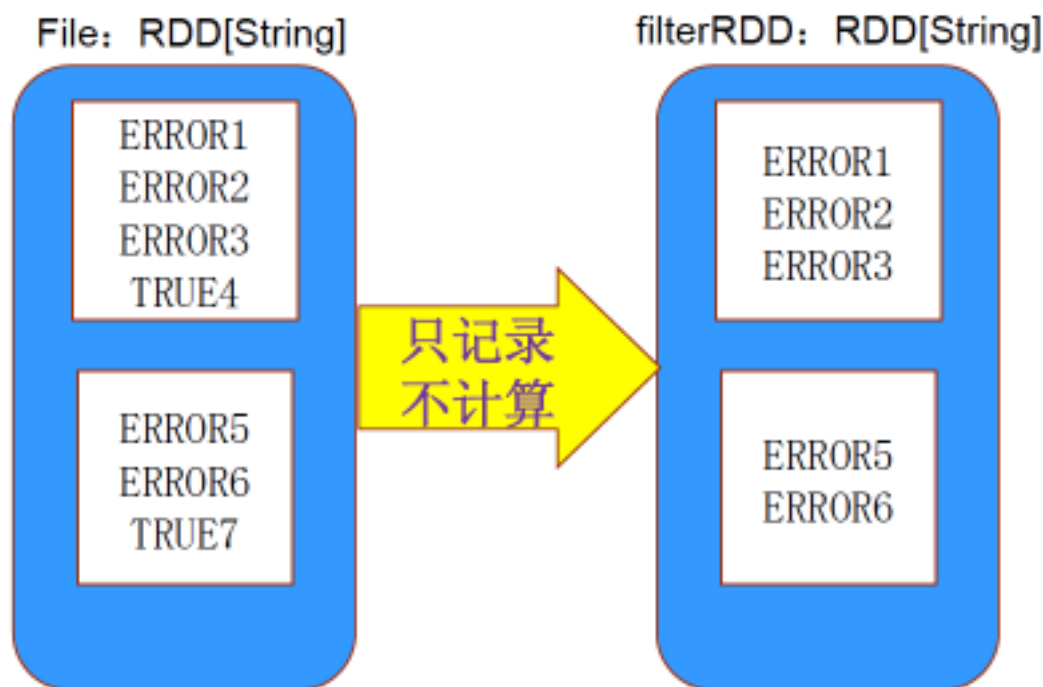 File：RDD[String]
filterRDD：RDD[String]
ERROR1
ERROR2
ERROR3
TRUE4
ERROR5
ERROR6
TRUE7
只记录
不计算
ERROR1
ERROR2
ERROR3
ERROR5
ERROR6